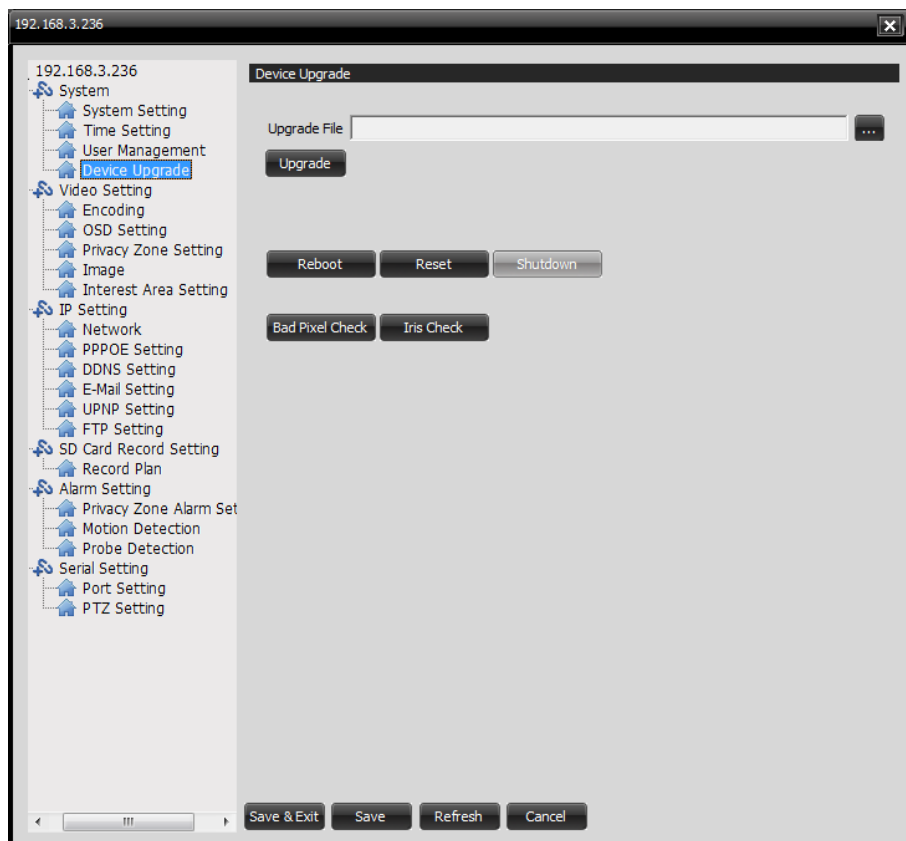 192.168.3.236
192.168.3.236
System
System Setting
Time Setting
User Management
Device Upgrade
Video Setting
Encoding
OSD Setting
Privacy Zone Setting
Image
Interest Area Setting
IP Setting
Network
PPPOE Setting
DDNS Setting
E-Mail Setting
UPNP Setting
FTP Setting
SD Card Record Setting
Record Plan
Alarm Setting
Privacy Zone Alarm Set
Motion Detection
Probe Detection
Serial Setting
Port Setting
PTZ Setting
Device Upgrade
Upgrade File ...
Upgrade
Reboot Reset Shutdown
Bad Pixel Check Iris Check
Save & Exit Save Refresh Cancel